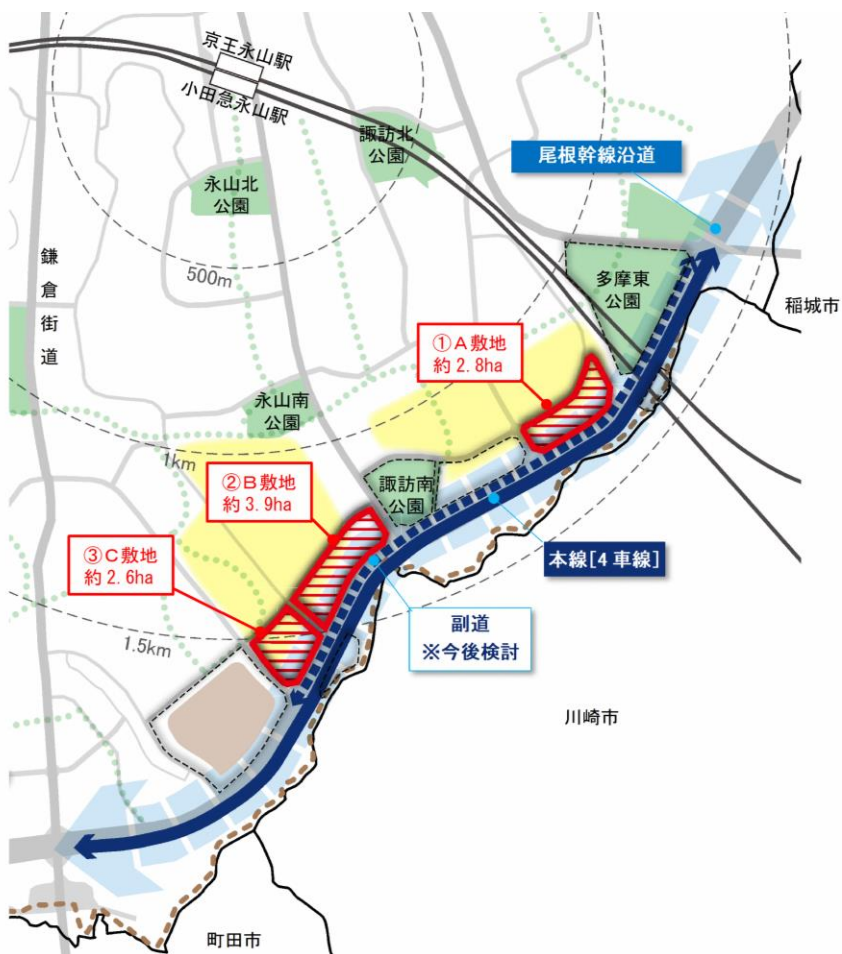 京王永山駅
小田急永山駅
諏訪北
公園
尾根幹線沿道
永山北
公園
鎌倉街道
500m
多摩東
公園
稲城市
①A敷地
約2.8ha
永山南
公園
1km
②B敷地
約3.9ha
諏訪南
公園
③C敷地
約2.6ha
本線[4車線]
副道
※今後検討
1.5km
川崎市
町田市